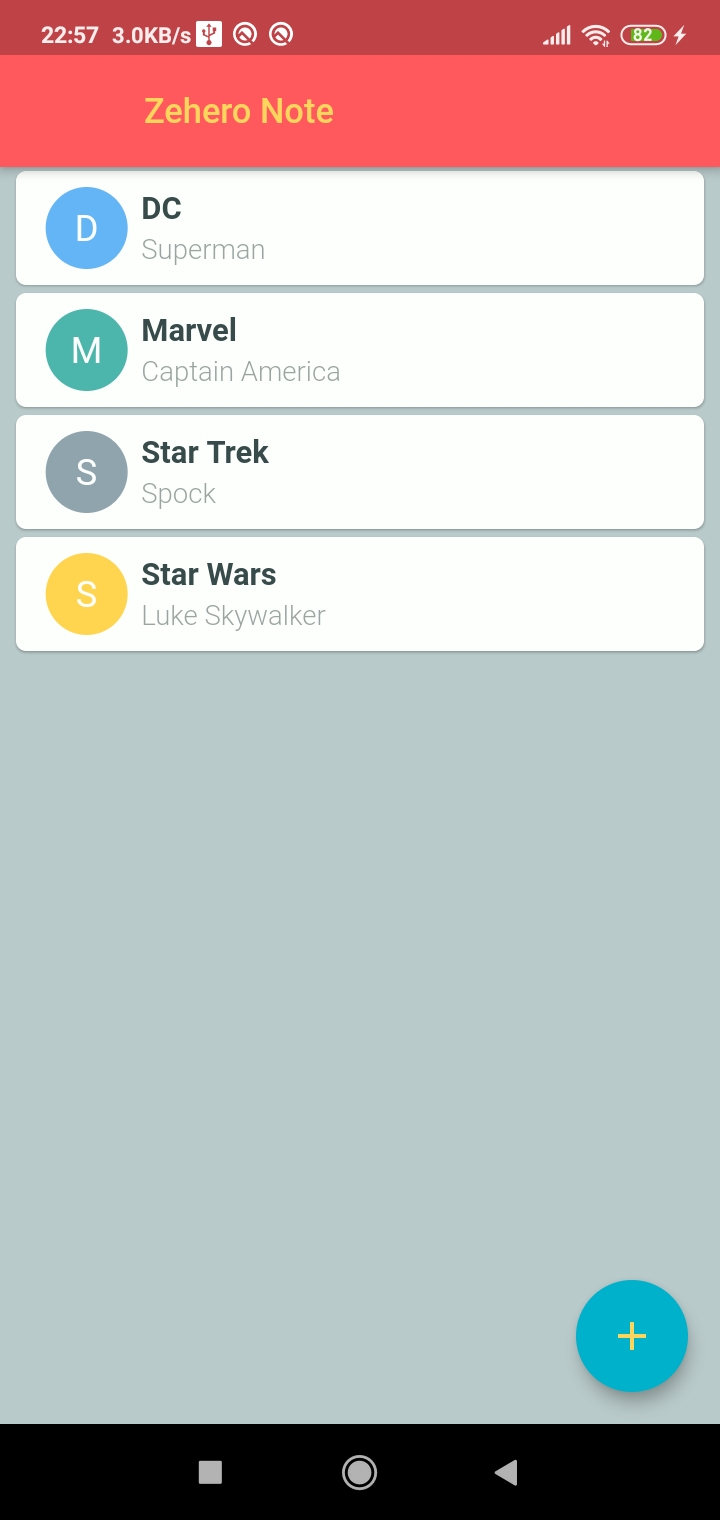 22:57 3.0KB/s 82
Zehero Note
D
DC
Superman
M
Marvel
Captain America
S
Star Trek
Spock
S
Star Wars
Luke Skywalker